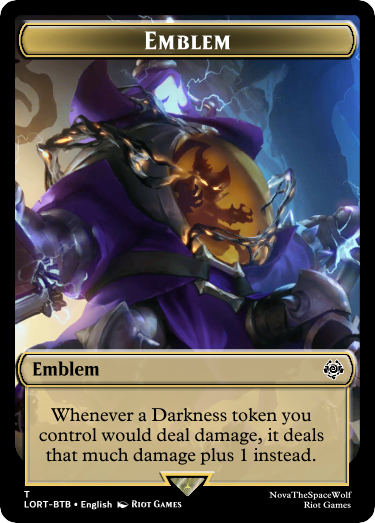 EMBLEM
Emblem
Whenever a Darkness token you
control would deal damage, it deals
that much damage plus 1 instead.
T
LORT-BTB • English RIOT GAMES
NovaTheSpaceWolf
Riot Games